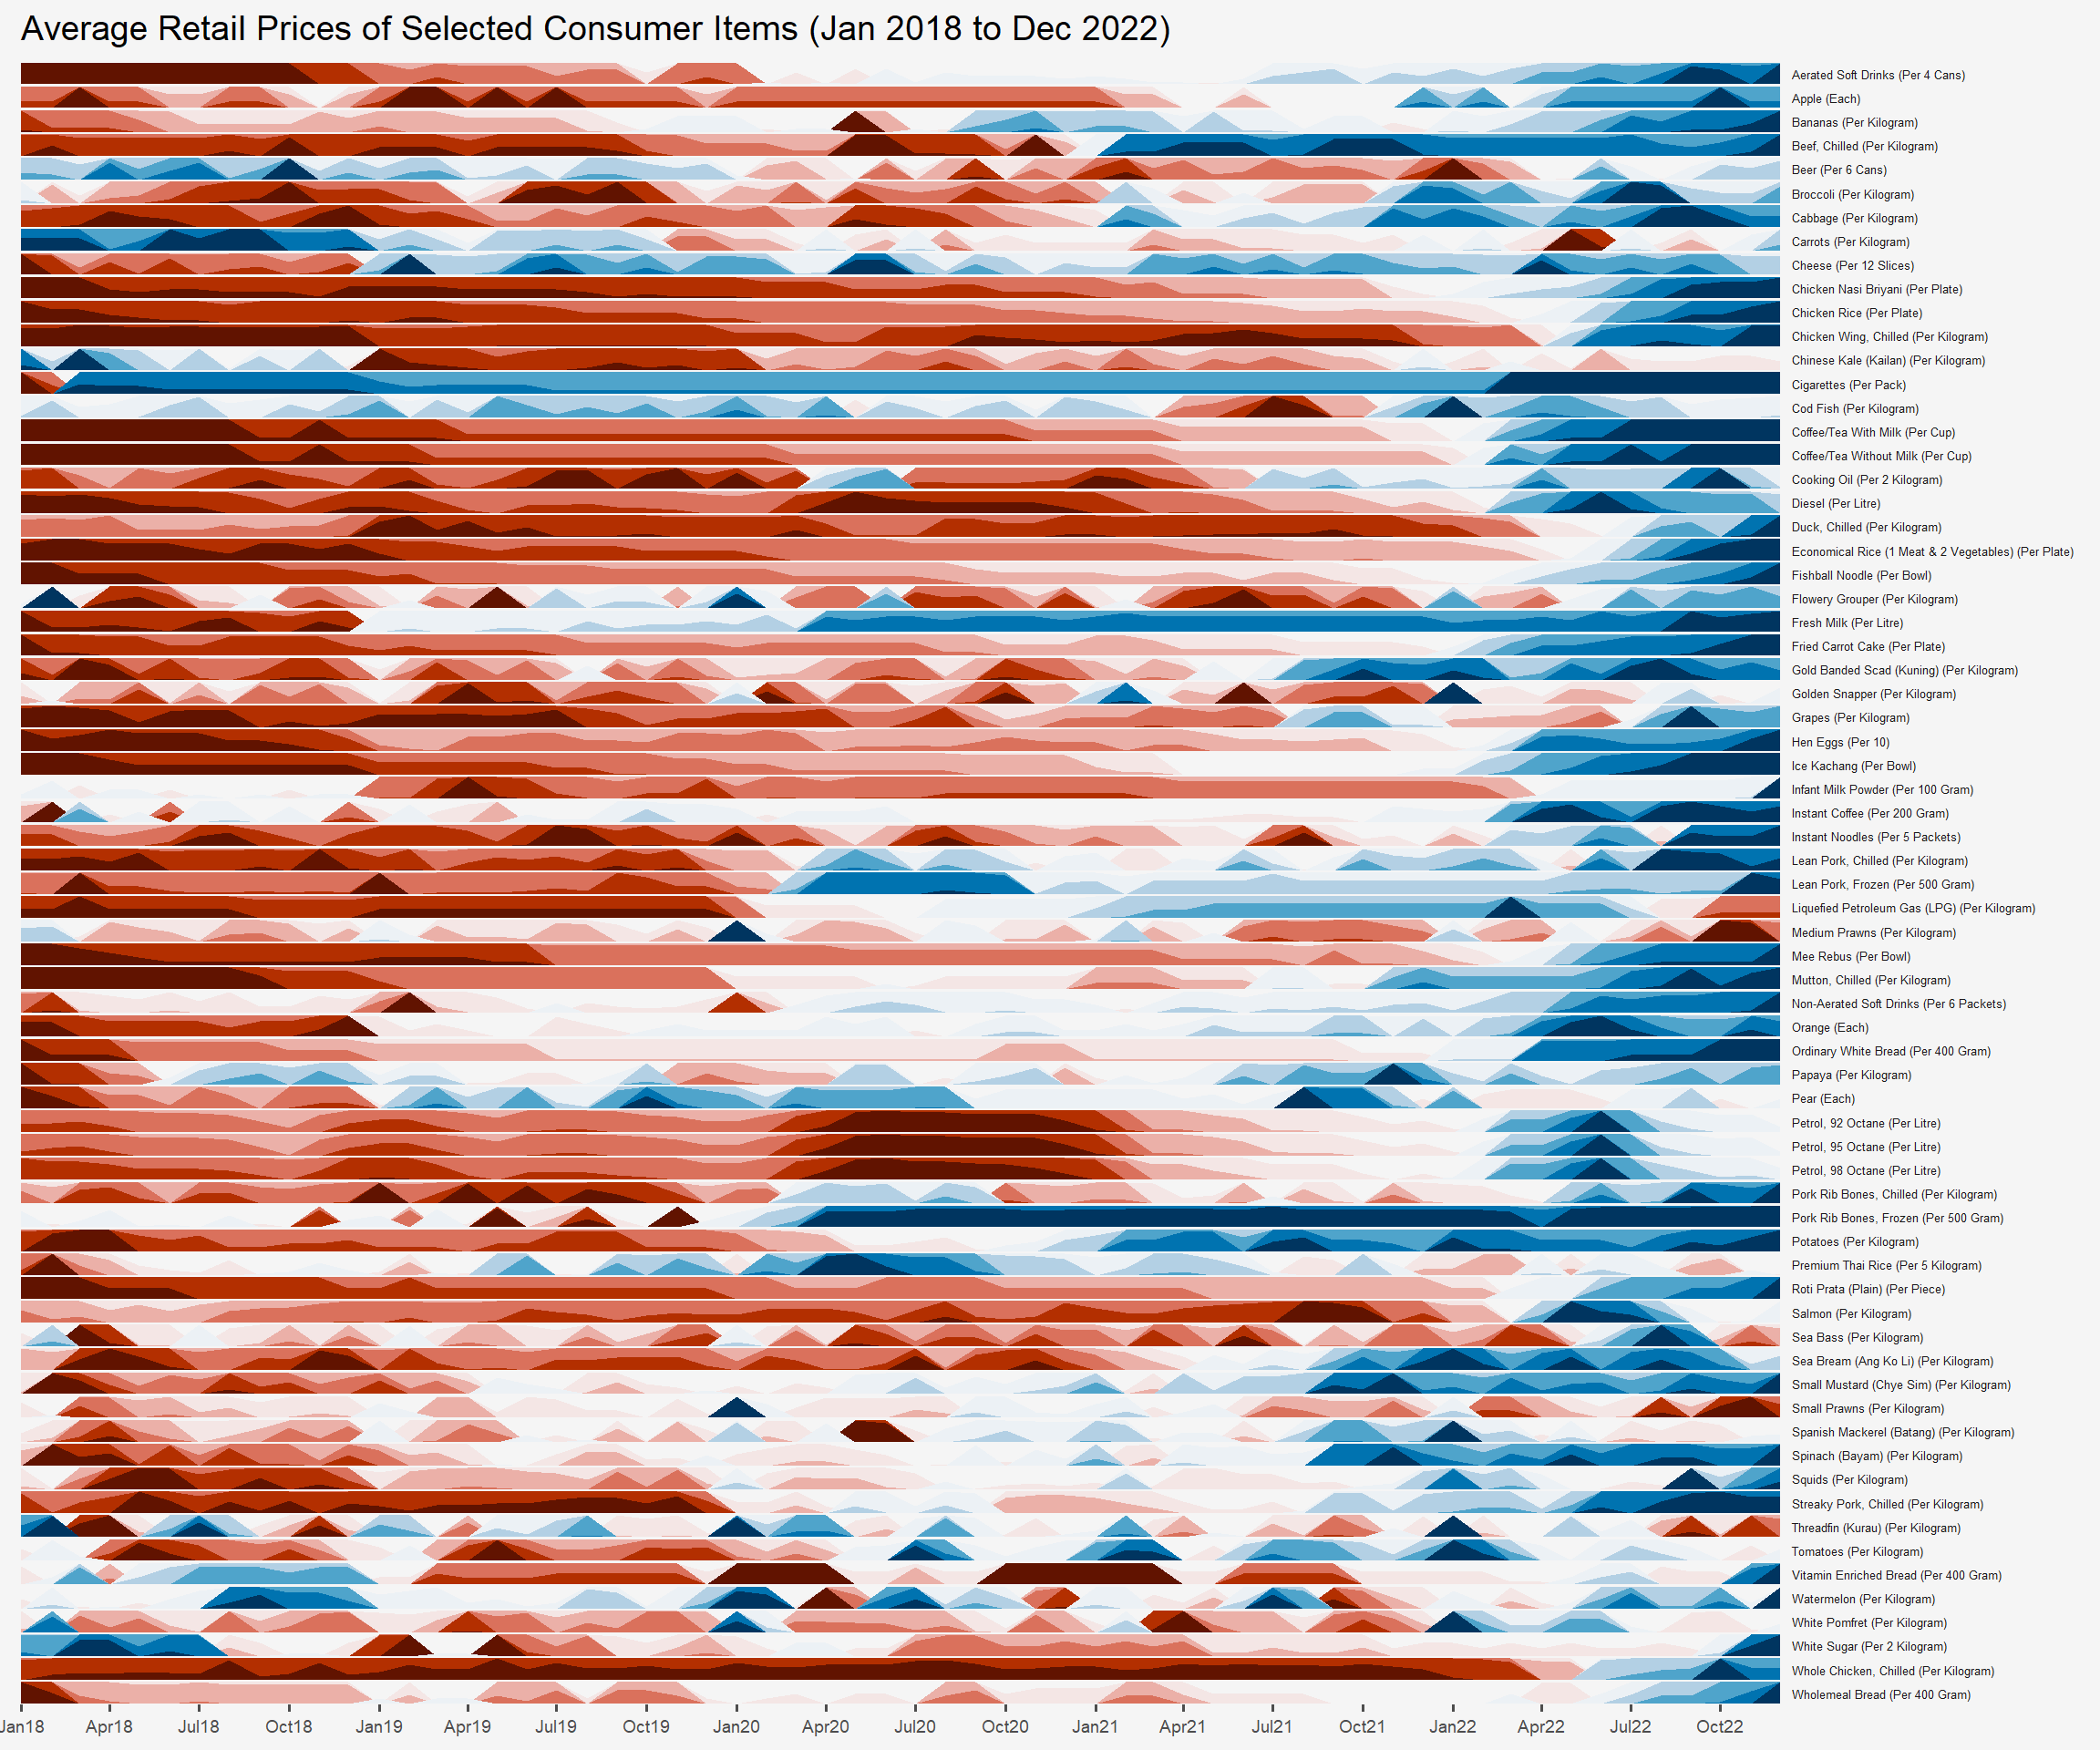 Average Retail Prices of Selected Consumer Items (Jan 2018 to Dec 2022)
Aerated Soft Drinks (Per 4 Cans)
Apple (Each)
Bananas (Per Kilogram)
Beef, Chilled (Per Kilogram)
Beer (Per 6 Cans)
Broccoli (Per Kilogram)
Cabbage (Per Kilogram)
Carrots (Per Kilogram)
Cheese (Per 12 Slices)
Chicken Nasi Briyani (Per Plate)
Chicken Rice (Per Plate)
Chicken Wing, Chilled (Per Kilogram)
Chinese Kale (Kailan) (Per Kilogram)
Cigarettes (Per Pack)
Cod Fish (Per Kilogram)
Coffee/Tea With Milk (Per Cup)
Coffee/Tea Without Milk (Per Cup)
Cooking Oil (Per 2 Kilogram)
Diesel (Per Litre)
Duck, Chilled (Per Kilogram)
Economical Rice (1 Meat & 2 Vegetables) (Per Plate)
Fishball Noodle (Per Bowl)
Flowery Grouper (Per Kilogram)
Fresh Milk (Per Litre)
Fried Carrot Cake (Per Plate)
Gold Banded Scad (Kuning) (Per Kilogram)
Golden Snapper (Per Kilogram)
Grapes (Per Kilogram)
Hen Eggs (Per 10)
Ice Kachang (Per Bowl)
Infant Milk Powder (Per 100 Gram)
Instant Coffee (Per 200 Gram)
Instant Noodles (Per 5 Packets)
Lean Pork, Chilled (Per Kilogram)
Lean Pork, Frozen (Per 500 Gram)
Liquefied Petroleum Gas (LPG) (Per Kilogram)
Medium Prawns (Per Kilogram)
Mee Rebus (Per Bowl)
Mutton, Chilled (Per Kilogram)
Non-Aerated Soft Drinks (Per 6 Packets)
Orange (Each)
Ordinary White Bread (Per 400 Gram)
Papaya (Per Kilogram)
Pear (Each)
Petrol, 92 Octane (Per Litre)
Petrol, 95 Octane (Per Litre)
Petrol, 98 Octane (Per Litre)
Pork Rib Bones, Chilled (Per Kilogram)
Pork Rib Bones, Frozen (Per 500 Gram)
Potatoes (Per Kilogram)
Premium Thai Rice (Per 5 Kilogram)
Roti Prata (Plain) (Per Piece)
Salmon (Per Kilogram)
Sea Bass (Per Kilogram)
Sea Bream (Ang Ko Li) (Per Kilogram)
Small Mustard (Chye Sim) (Per Kilogram)
Small Prawns (Per Kilogram)
Spanish Mackerel (Batang) (Per Kilogram)
Spinach (Bayam) (Per Kilogram)
Squids (Per Kilogram)
Streaky Pork, Chilled (Per Kilogram)
Threadfin (Kurau) (Per Kilogram)
Tomatoes (Per Kilogram)
Vitamin Enriched Bread (Per 400 Gram)
Watermelon (Per Kilogram)
White Pomfret (Per Kilogram)
White Sugar (Per 2 Kilogram)
Whole Chicken, Chilled (Per Kilogram)
Wholemeal Bread (Per 400 Gram)
Jan18 Apr18 Jul18 Oct18 Jan19 Apr19 Jul19 Oct19 Jan20 Apr20 Jul20 Oct20 Jan21 Apr21 Jul21 Oct21 Jan22 Apr22 Jul22 Oct22